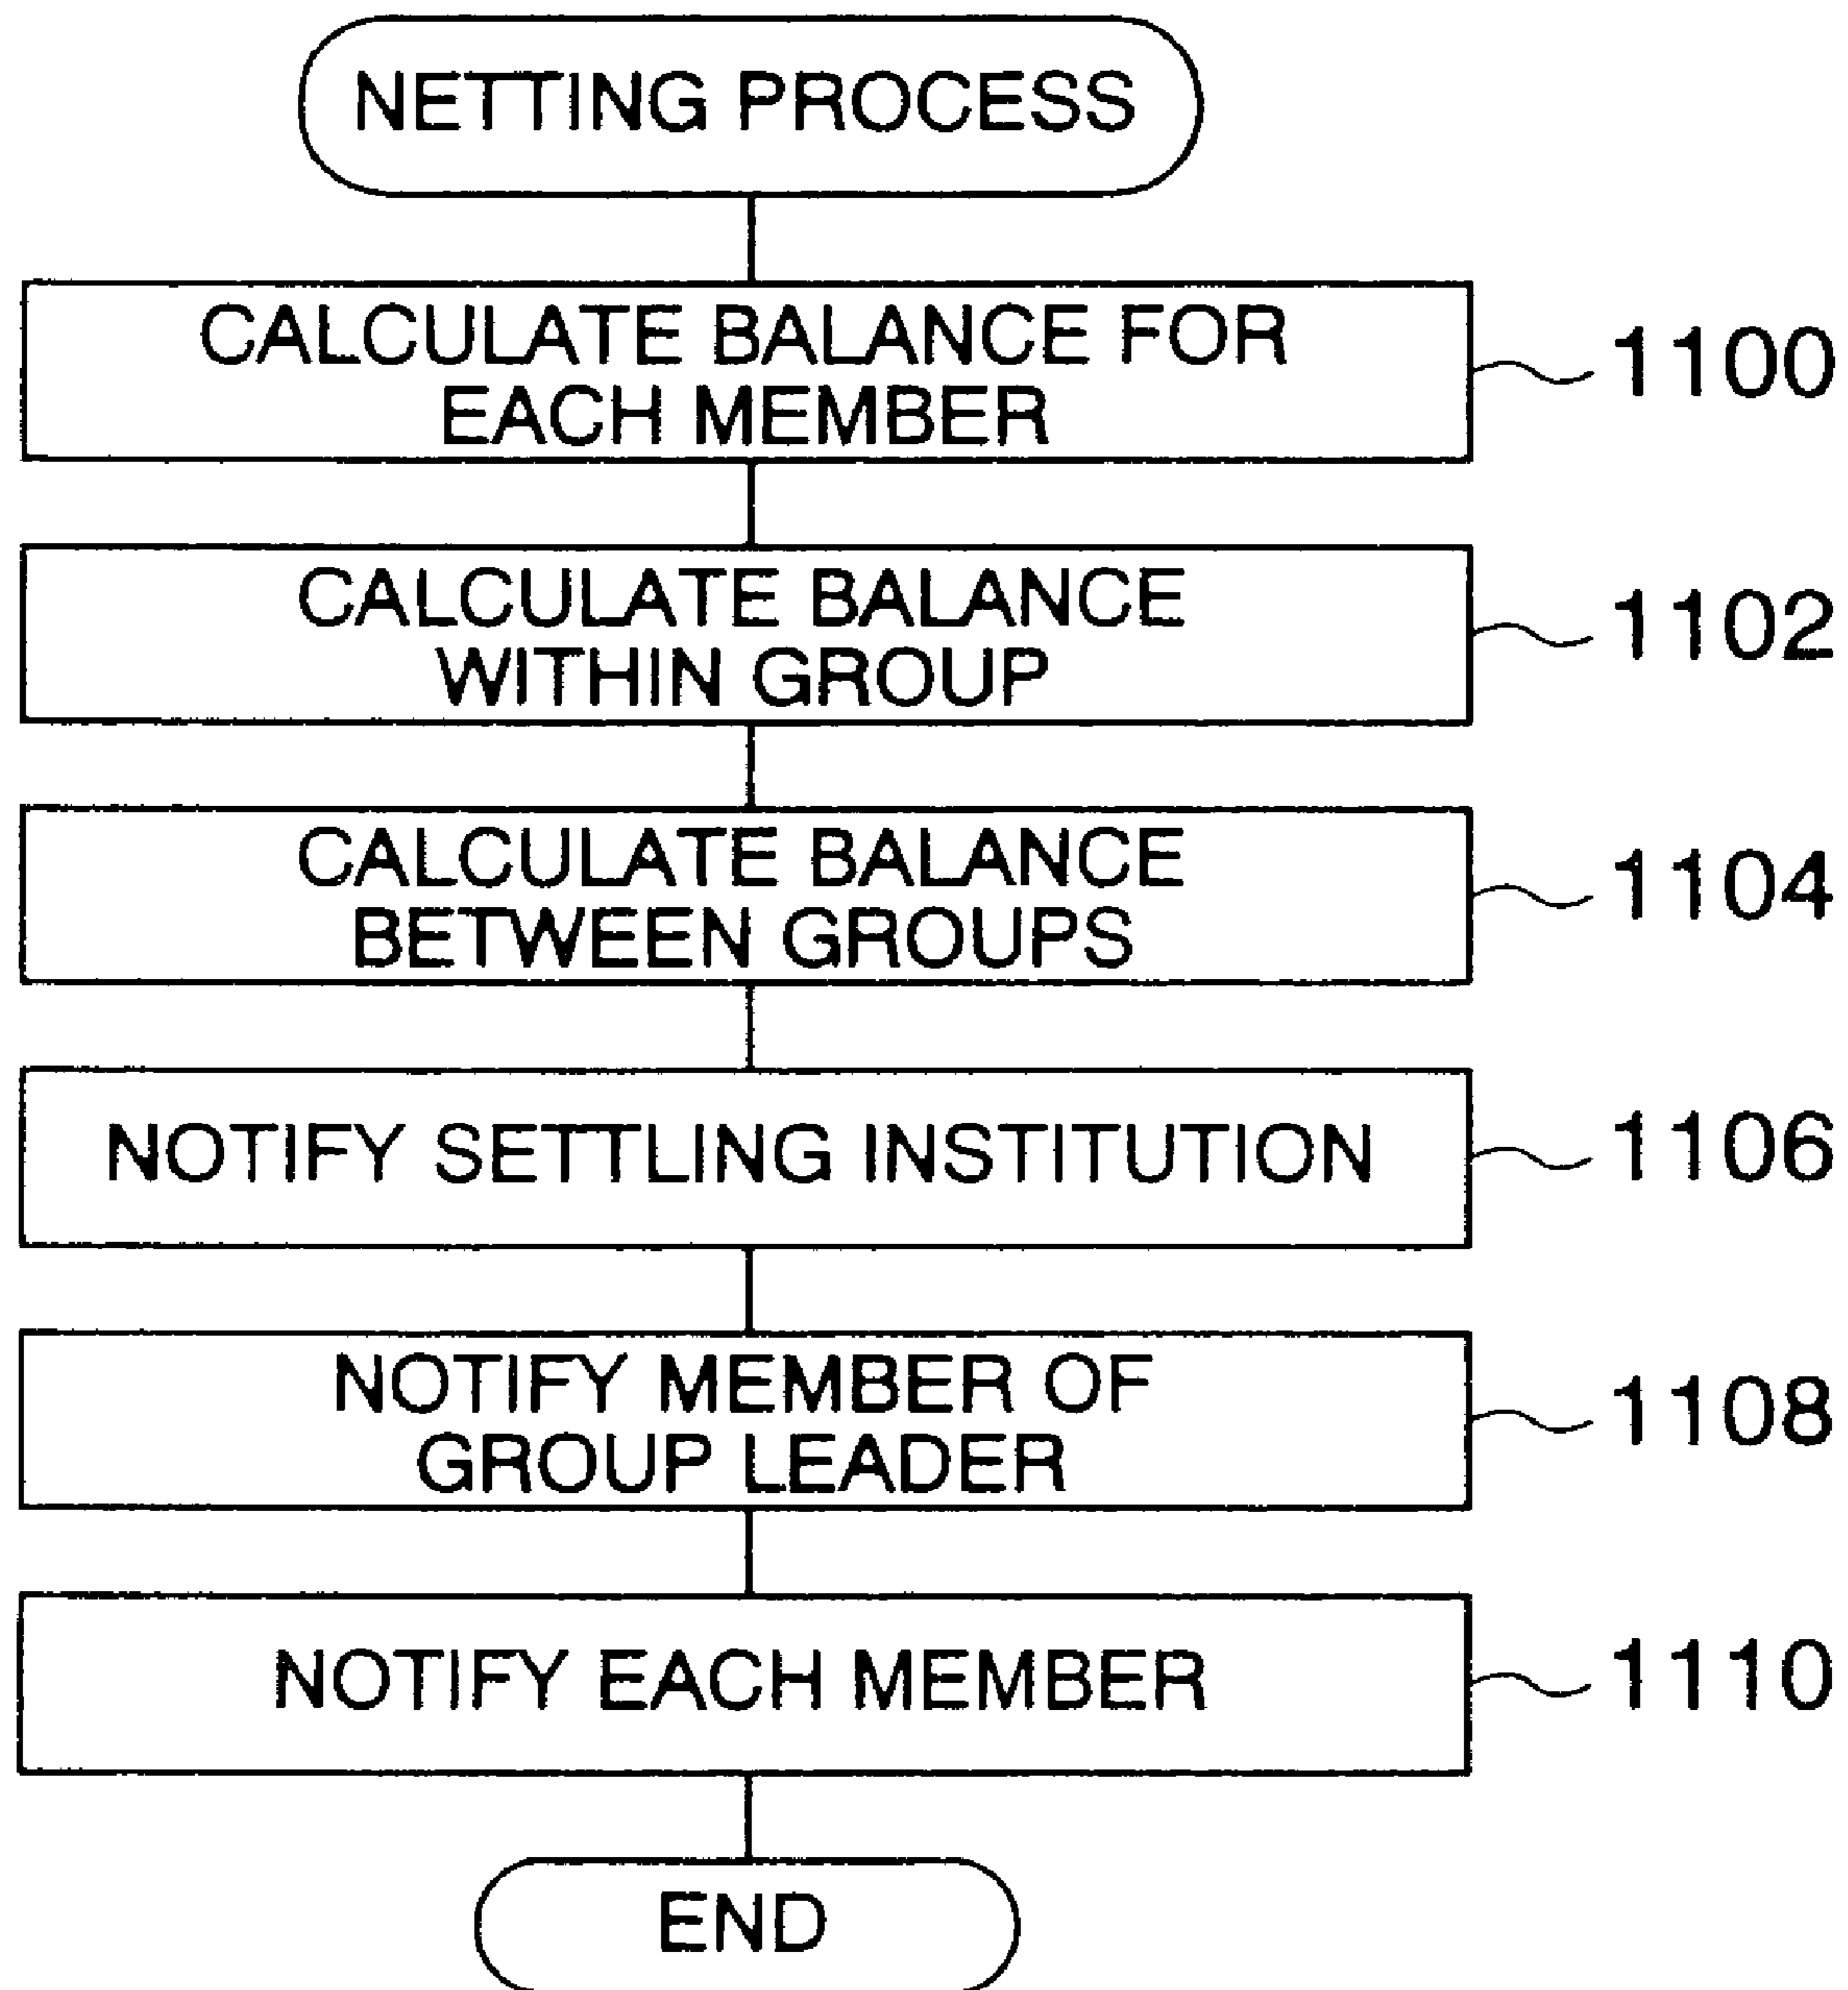 NETTING PROCESS
CALCULATE BALANCE FOR
EACH MEMBER
1100
CALCULATE BALANCE
WITHIN GROUP
1102
CALCULATE BALANCE
BETWEEN GROUPS
1104
NOTIFY SETTLING INSTITUTION
1106
NOTIFY MEMBER OF
GROUP LEADER
1108
NOTIFY EACH MEMBER
1110
END